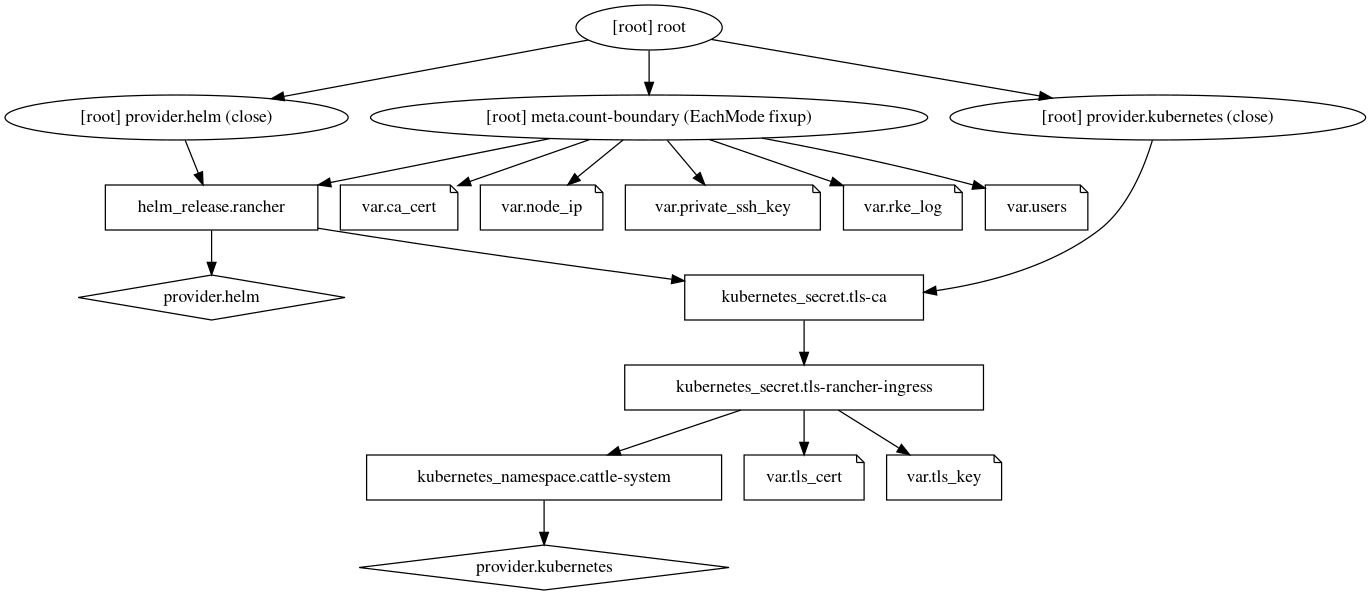 [root] root
[root] provider.helm (close)
[root] meta.count-boundary (EachMode fixup)
[root] provider.kubernetes (close)
helm_release.rancher
var.ca_cert
var.node_ip
var.private_ssh_key
var.rke_log
var.users
provider.helm
kubernetes_secret.tls-ca
kubernetes_secret.tls-rancher-ingress
kubernetes_namespace.cattle-system
var.tls_cert
var.tls_key
provider.kubernetes